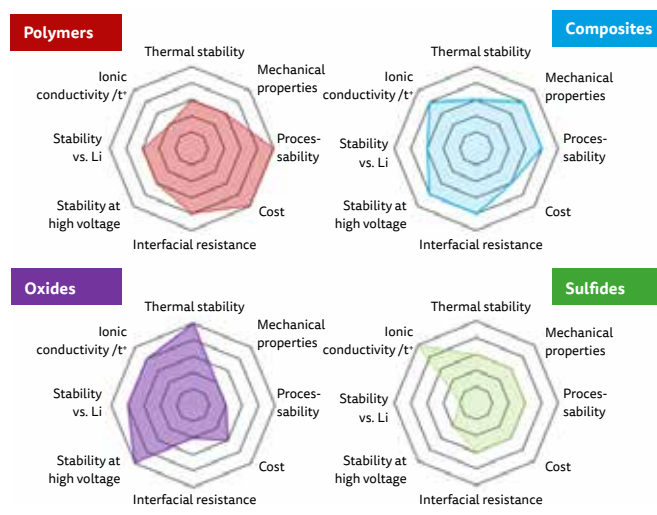 Polymers
Thermal stability
Ionic
conductivity /t⁺
Mechanical
properties
Stability
vs. Li
Proces-
sability
Stability at
high voltage
Cost
Interfacial resistance
Composites
Thermal stability
Ionic
conductivity /t⁺
Mechanical
properties
Stability
vs. Li
Proces-
sability
Stability at
high voltage
Cost
Interfacial resistance
Oxides
Thermal stability
Ionic
conductivity /t⁺
Mechanical
properties
Stability
vs. Li
Proces-
sability
Stability at
high voltage
Cost
Interfacial resistance
Sulfides
Thermal stability
Ionic
conductivity /t⁺
Mechanical
properties
Stability
vs. Li
Proces-
sability
Stability at
high voltage
Cost
Interfacial resistance